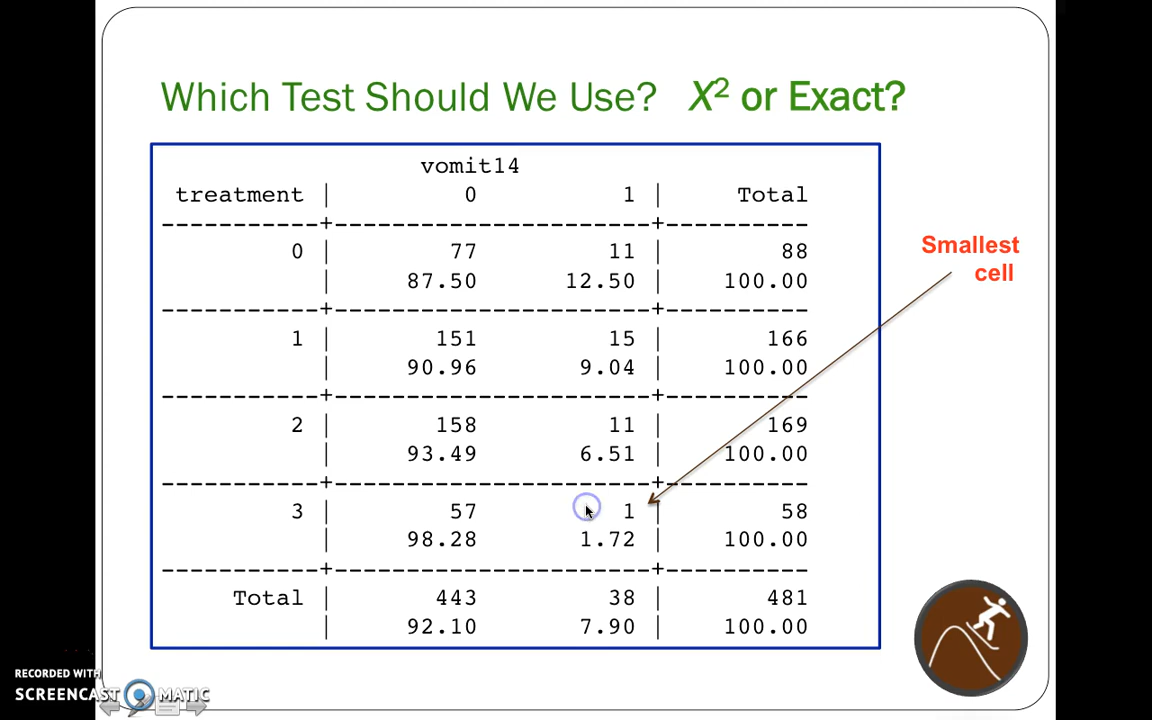 Which Test Should We Use? X² or Exact?
vomit14
treatment | 0 1 | Total
-----------+----------------------+----------
0 | 77 11 | 88
| 87.50 12.50 | 100.00
-----------+----------------------+----------
1 | 151 15 | 166
| 90.96 9.04 | 100.00
-----------+----------------------+----------
2 | 158 11 | 169
| 93.49 6.51 | 100.00
-----------+----------------------+----------
3 | 57 1 | 58
| 98.28 1.72 | 100.00
-----------+----------------------+----------
Total | 443 38 | 481
| 92.10 7.90 | 100.00
Smallest
cell
RECORDED WITH
SCREENCAST MATIC